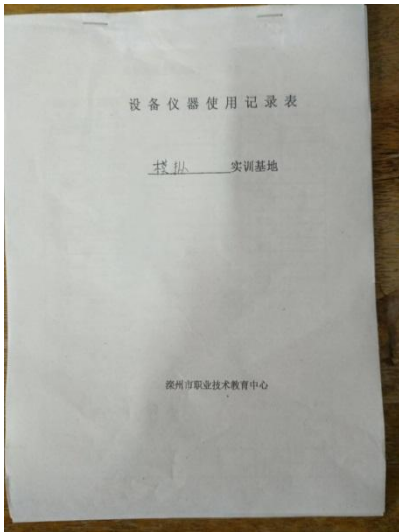 设备仪器使用记录表
模拟 实训基地
滦州市职业技术教育中心